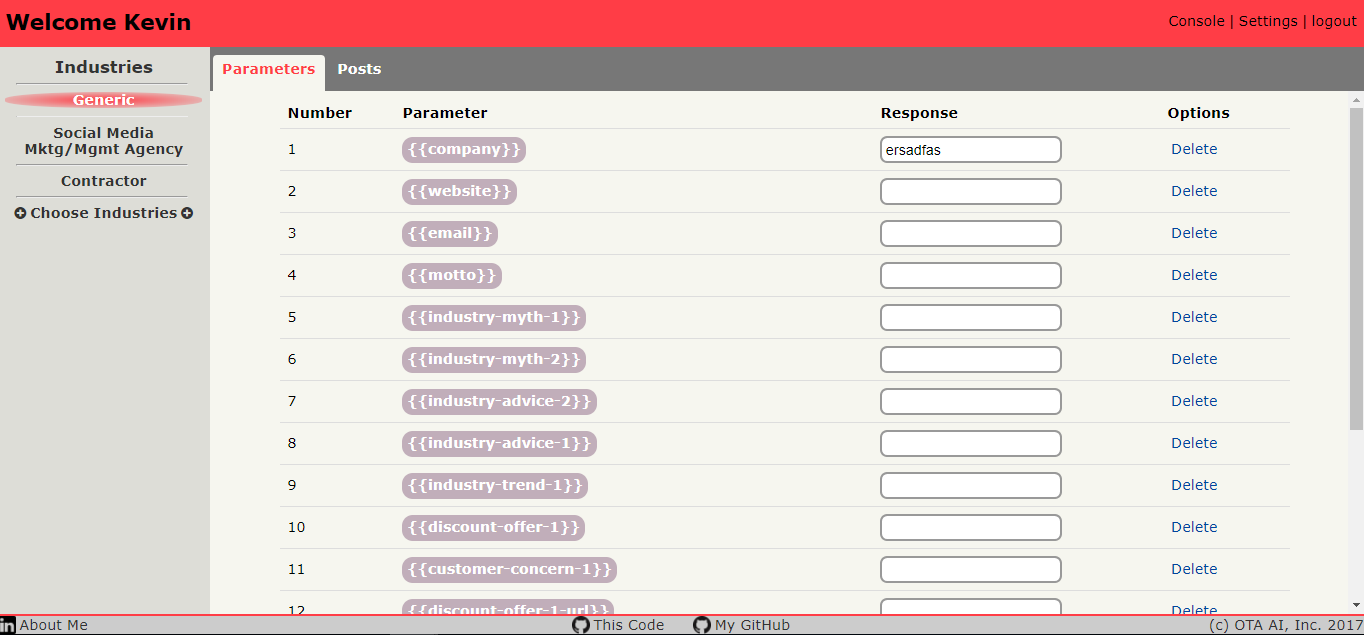 Welcome Kevin
Console | Settings | logout
Industries
Generic
Social Media
Mktg/Mgmt Agency
Contractor
Choose Industries
Parameters Posts
Number Parameter Response Options
1 {{company}} ersadfas Delete
2 {{website}} Delete
3 {{email}} Delete
4 {{motto}} Delete
5 {{industry-myth-1}} Delete
6 {{industry-myth-2}} Delete
7 {{industry-advice-2}} Delete
8 {{industry-advice-1}} Delete
9 {{industry-trend-1}} Delete
10 {{discount-offer-1}} Delete
11 {{customer-concern-1}} Delete
12 {{discount-offer-1-url}} Delete
in About Me This Code My GitHub (c) OTA AI, Inc. 2017